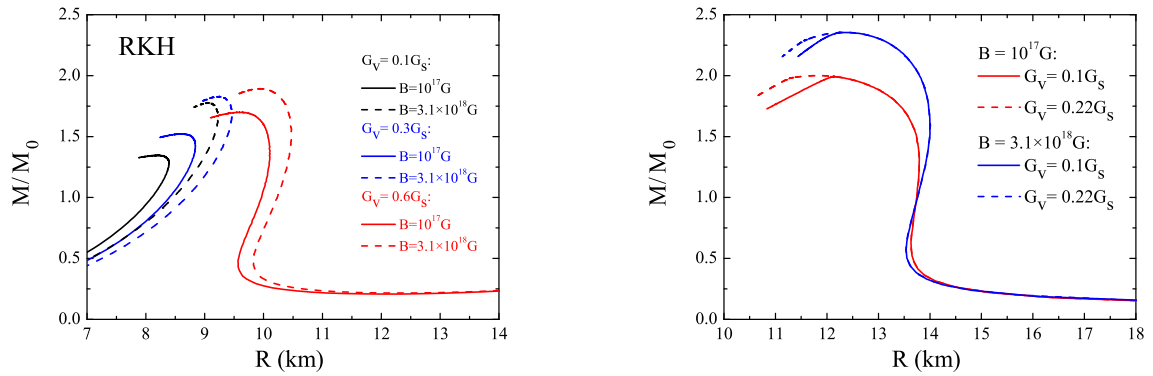 2.5
2.0
1.5
1.0
0.5
0.0
M/M0
RKH
Gv= 0.1Gs:
B=10^17G
B=3.1×10^18G
Gv= 0.3Gs:
B=10^17G
B=3.1×10^18G
Gv= 0.6Gs:
B=10^17G
B=3.1×10^18G
7 8 9 10 11 12 13 14
R (km)
2.5
2.0
1.5
1.0
0.5
0.0
M/M0
B = 10^17G:
Gv= 0.1Gs
Gv= 0.22Gs
B = 3.1×10^18G:
Gv= 0.1Gs
Gv= 0.22Gs
10 11 12 13 14 15 16 17 18
R (km)